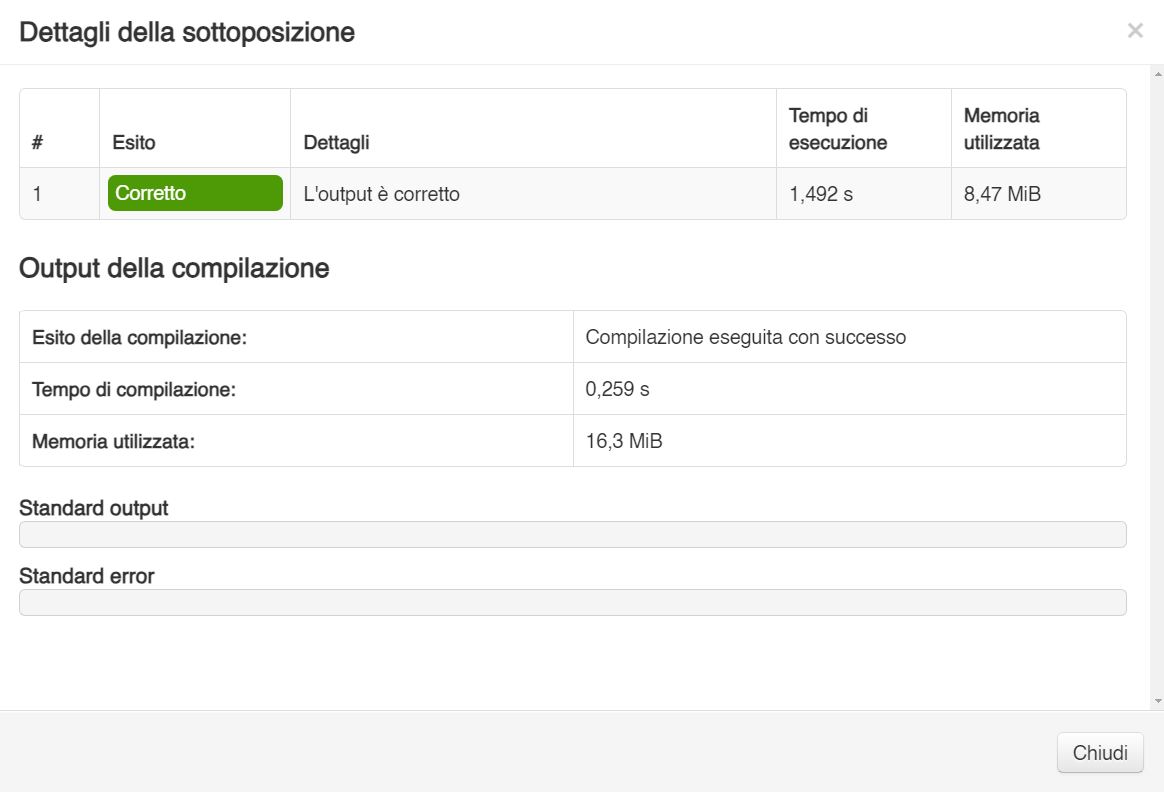 Dettagli della sottoposizione
×
# Esito Dettagli Tempo di esecuzione Memoria utilizzata
1 Corretto L'output è corretto 1,492 s 8,47 MiB
Output della compilazione
Esito della compilazione: Compilazione eseguita con successo
Tempo di compilazione: 0,259 s
Memoria utilizzata: 16,3 MiB
Standard output
Standard error
Chiudi